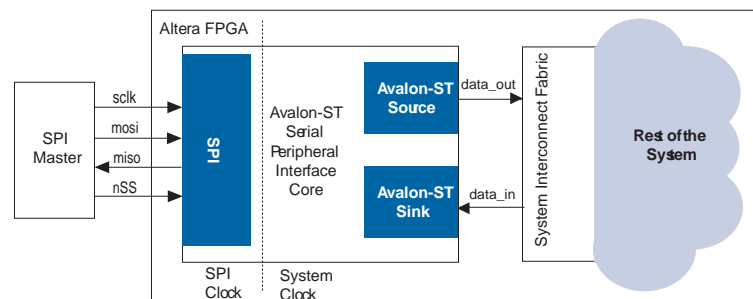 Altera FPGA
SPI
Master
sclk
mosi
miso
nSS
SPI
Avalon-ST
Serial
Peripheral
Interface
Core
Avalon-ST
Source
Avalon-ST
Sink
data_out
data_in
System Interconnect Fabric
Rest of the
System
SPI
Clock
System
Clock